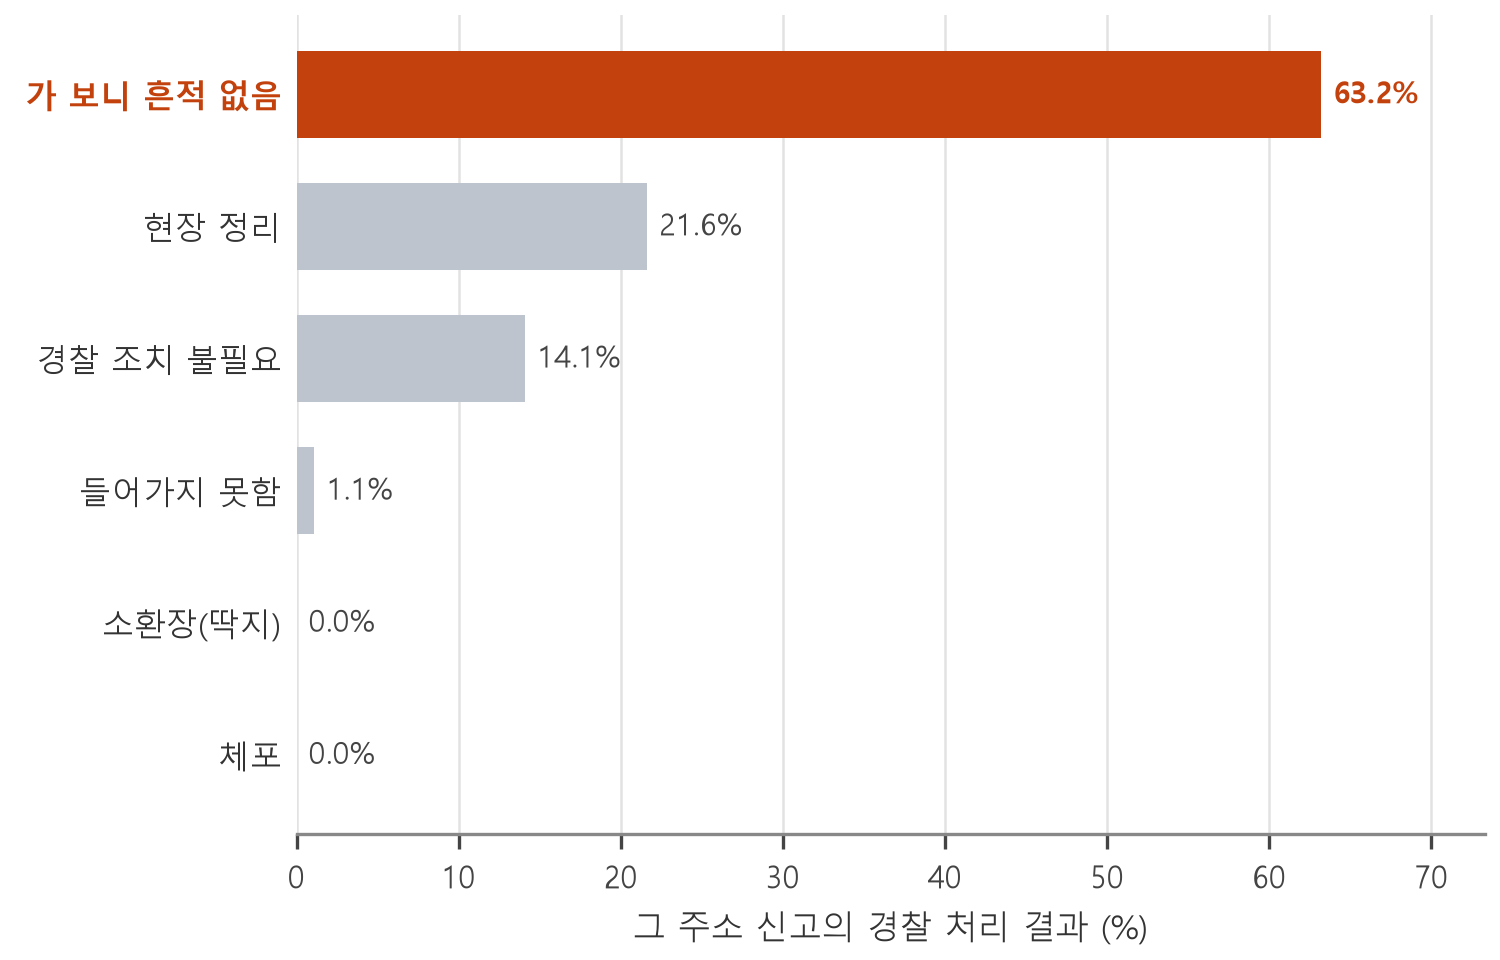 가 보니 흔적 없음 63.2%
현장 정리 21.6%
경찰 조치 불필요 14.1%
들어가지 못함 1.1%
소환장(딱지) 0.0%
체포 0.0%
0 10 20 30 40 50 60 70
그 주소 신고의 경찰 처리 결과 (%)